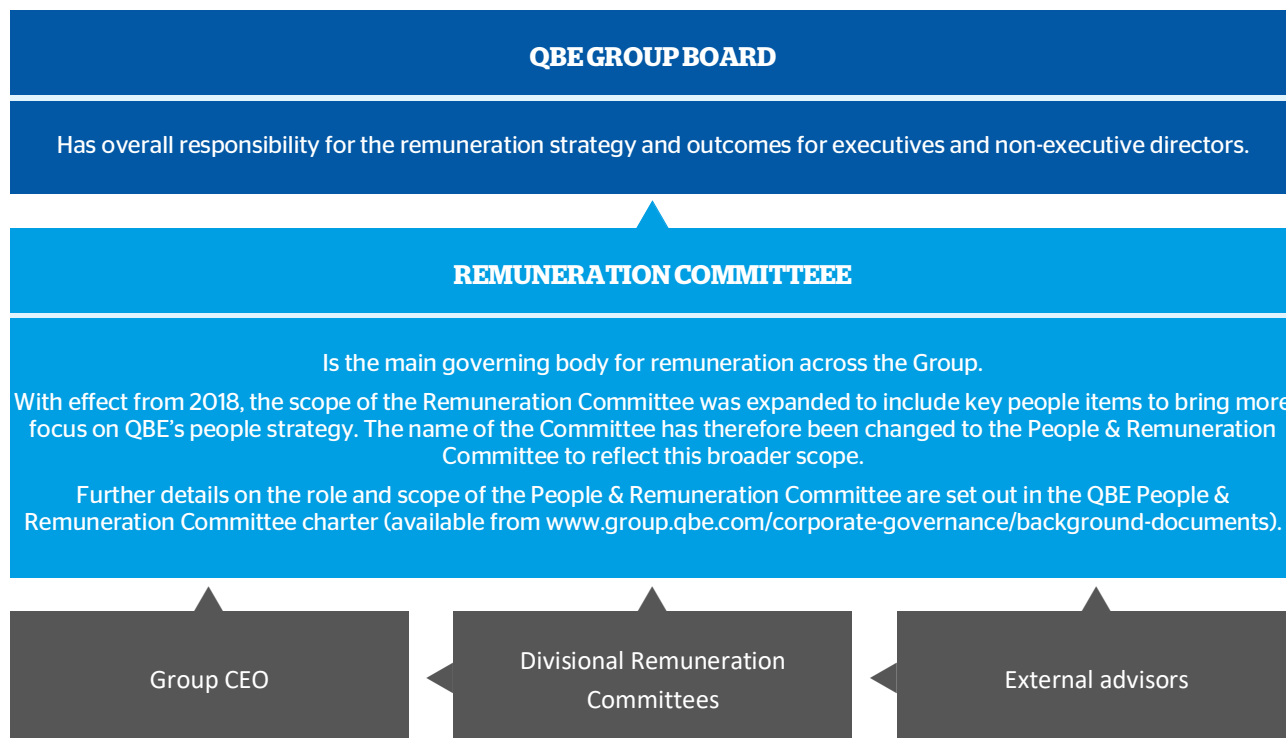 QBE GROUP BOARD
Has overall responsibility for the remuneration strategy and outcomes for executives and non-executive directors.
REMUNERATION COMMITTEEE
Is the main governing body for remuneration across the Group.
With effect from 2018, the scope of the Remuneration Committee was expanded to include key people items to bring more
focus on QBE's people strategy. The name of the Committee has therefore been changed to the People & Remuneration
Committee to reflect this broader scope.
Further details on the role and scope of the People & Remuneration Committee are set out in the QBE People &
Remuneration Committee charter (available from www.group.qbe.com/corporate-governance/background-documents).
Group CEO
Divisional Remuneration
Committees
External advisors